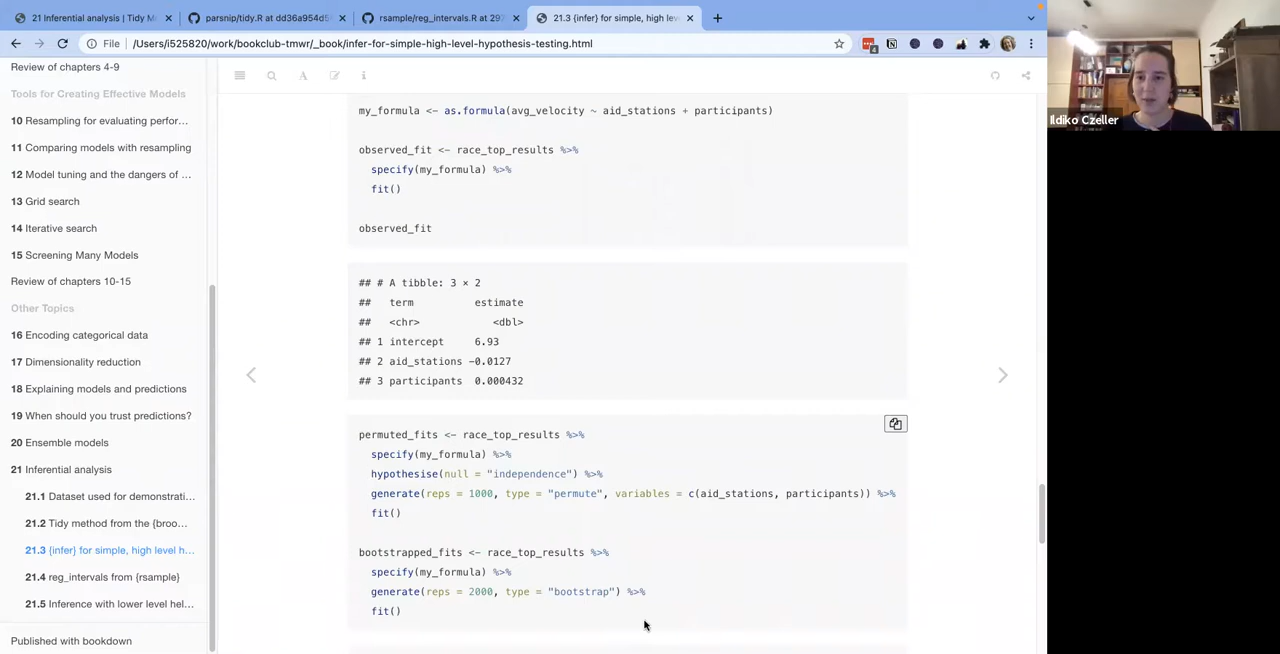 21 Inferential analysis | Tidy M
parsnip/tidy.R at dd36a954d5
rsample/reg_intervals.R at 297
21.3 {infer} for simple, high lev
File
/Users/i525820/work/bookclub-tmwr/_book/infer-for-simple-high-level-hypothesis-testing.html
4
Review of chapters 4-9
Tools for Creating Effective Models
10 Resampling for evaluating perfor...
11 Comparing models with resampling
12 Model tuning and the dangers of ...
13 Grid search
14 Iterative search
15 Screening Many Models
Review of chapters 10-15
Other Topics
16 Encoding categorical data
17 Dimensionality reduction
18 Explaining models and predictions
19 When should you trust predictions?
20 Ensemble models
21 Inferential analysis
21.1 Dataset used for demonstrati...
21.2 Tidy method from the {broo...
21.3 {infer} for simple, high level h...
21.4 reg_intervals from {rsample}
21.5 Inference with lower level hel...
Published with bookdown
A
i
my_formula <- as.formula(avg_velocity ~ aid_stations + participants)
observed_fit <- race_top_results %>%
specify(my_formula) %>%
fit()
observed_fit
## # A tibble: 3 × 2
## term estimate
## <chr> <dbl>
## 1 intercept 6.93
## 2 aid_stations -0.0127
## 3 participants 0.000432
permuted_fits <- race_top_results %>%
specify(my_formula) %>%
hypothesise(null = "independence") %>%
generate(reps = 1000, type = "permute", variables = c(aid_stations, participants)) %>%
fit()
bootstrapped_fits <- race_top_results %>%
specify(my_formula) %>%
generate(reps = 2000, type = "bootstrap") %>%
fit()
Ildiko Czeller